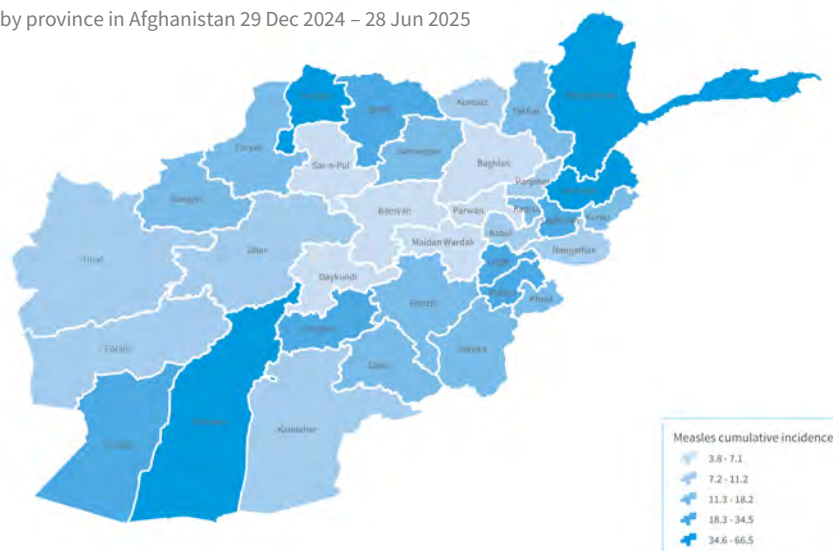 by province in Afghanistan 29 Dec 2024 – 28 Jun 2025
Kunduz
Takhar
Balkh
Faryab
Samangan
Sar-e-Pul
Baghlan
Badghis
Panjsher
Bamyan
Parwan
Kapisa
Kunar
Kabul
Maidan Wardak
Nangarhar
Ghor
Hirat
Daykundi
Ghazni
Khost
Farah
Paktika
Zabul
Kandahar
Measles cumulative incidence
3.8 - 7.1
7.2 - 11.2
11.3 - 18.2
18.3 - 34.5
34.6 - 66.5